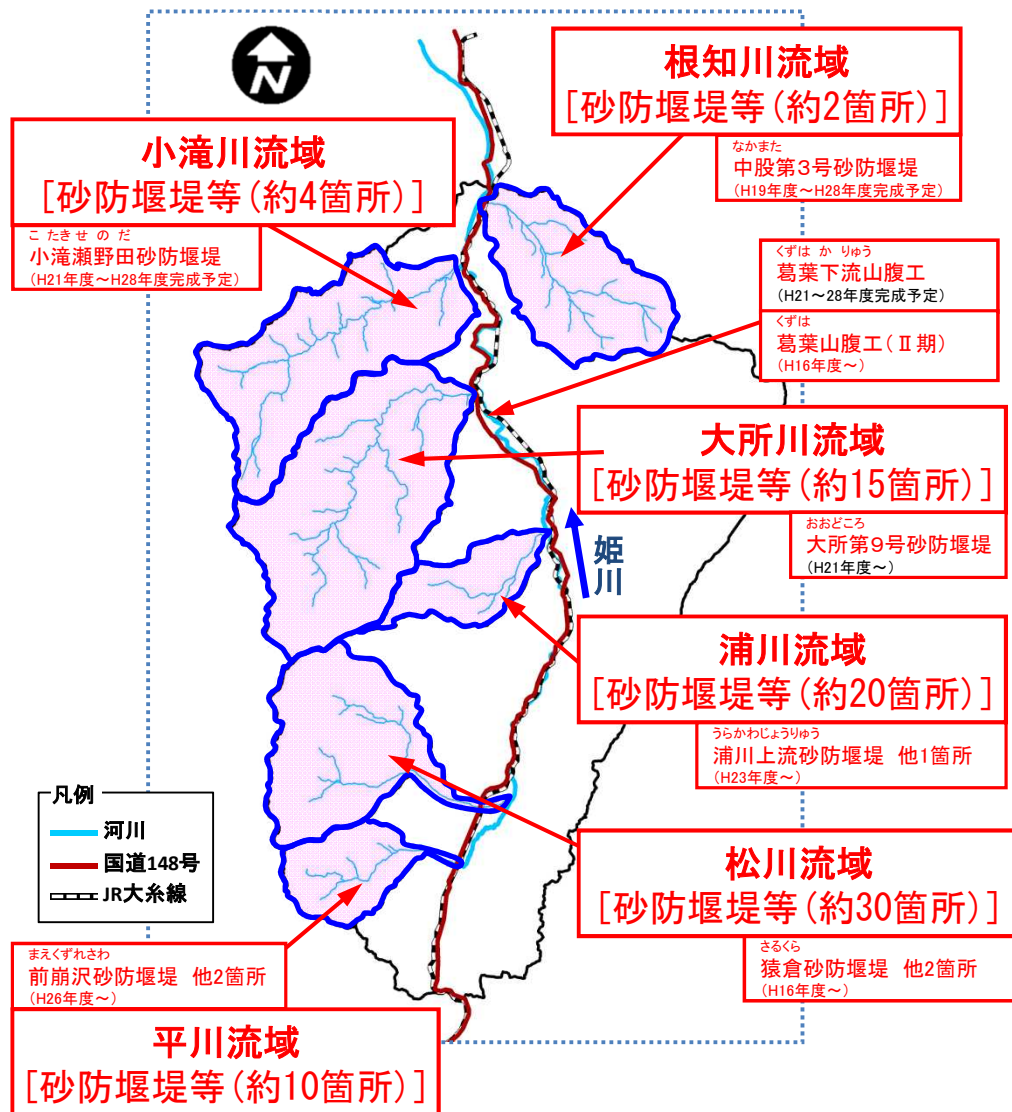 N
根知川流域
[砂防堰堤等(約2箇所)]
なかまた
中股第3号砂防堰堤
(H19年度～H28年度完成予定)
小滝川流域
[砂防堰堤等(約4箇所)]
こたきせのだ
小滝瀬野田砂防堰堤
(H21年度～H28年度完成予定)
くずはかりゅう
葛葉下流山腹工
(H21～28年度完成予定)
くずは
葛葉山腹工(Ⅱ期)
(H16年度～)
大所川流域
[砂防堰堤等(約15箇所)]
おおどころ
大所第9号砂防堰堤
(H21年度～)
姫川
浦川流域
[砂防堰堤等(約20箇所)]
うらかわじょうりゅう
浦川上流砂防堰堤 他1箇所
(H23年度～)
凡例
河川
国道148号
JR大糸線
松川流域
[砂防堰堤等(約30箇所)]
さるくら
猿倉砂防堰堤 他2箇所
(H16年度～)
まえくずれさわ
前崩沢砂防堰堤 他2箇所
(H26年度～)
平川流域
[砂防堰堤等(約10箇所)]